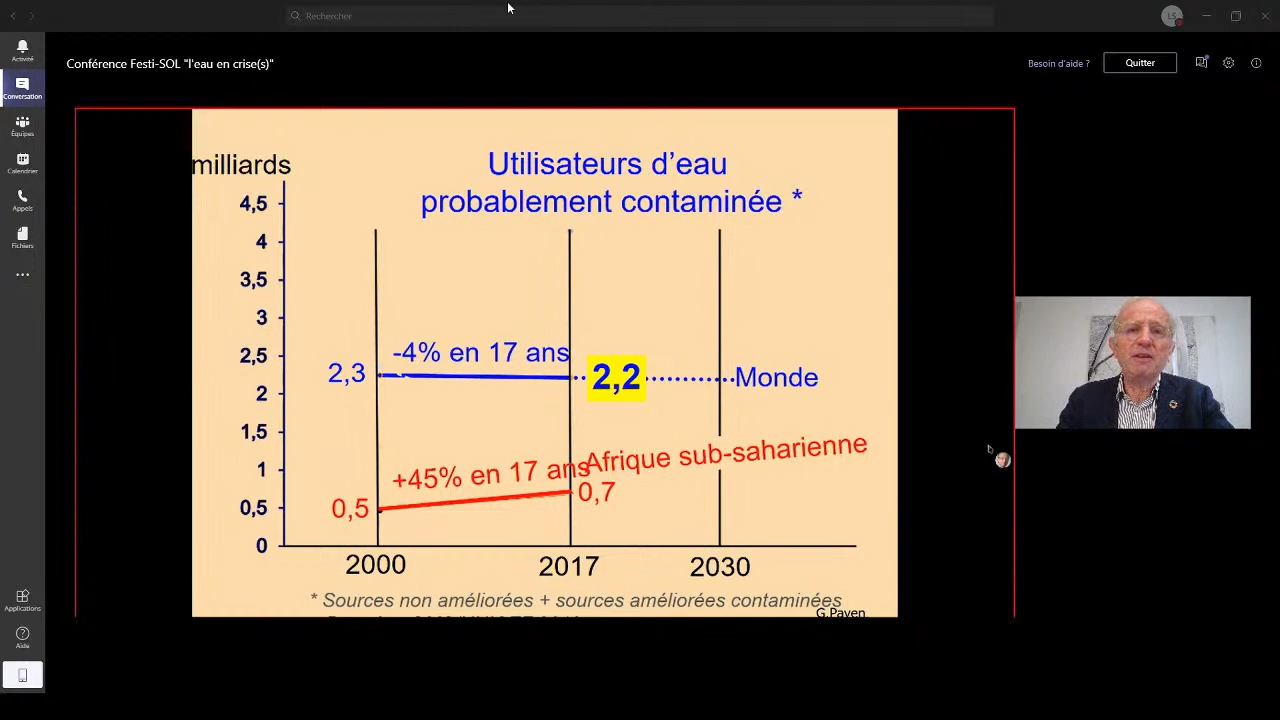 Rechercher
LS
Activité
Conversation
Équipes
Calendrier
Appels
Fichiers
Applications
Aide
Conférence Festi-SOL "l'eau en crise(s)"
Besoin d'aide ?
Quitter
milliards
Utilisateurs d'eau
probablement contaminée *
4,5
4
3,5
3
2,5
2
1,5
1
0,5
0
2,3
-4% en 17 ans
2,2
Monde
0,5
+45% en 17 ans
Afrique sub-saharienne
0,7
2000
2017
2030
* Sources non améliorées + sources améliorées contaminées
G.Payen